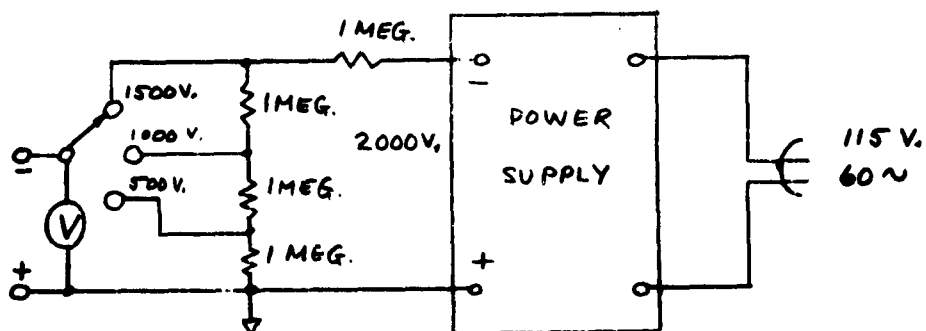 1 MEG.
1500V.
1 MEG.
1000 V.
2000V.
POWER
SUPPLY
115 V.
60 ~
500V.
1 MEG.
V
1 MEG.
-
-
+
+